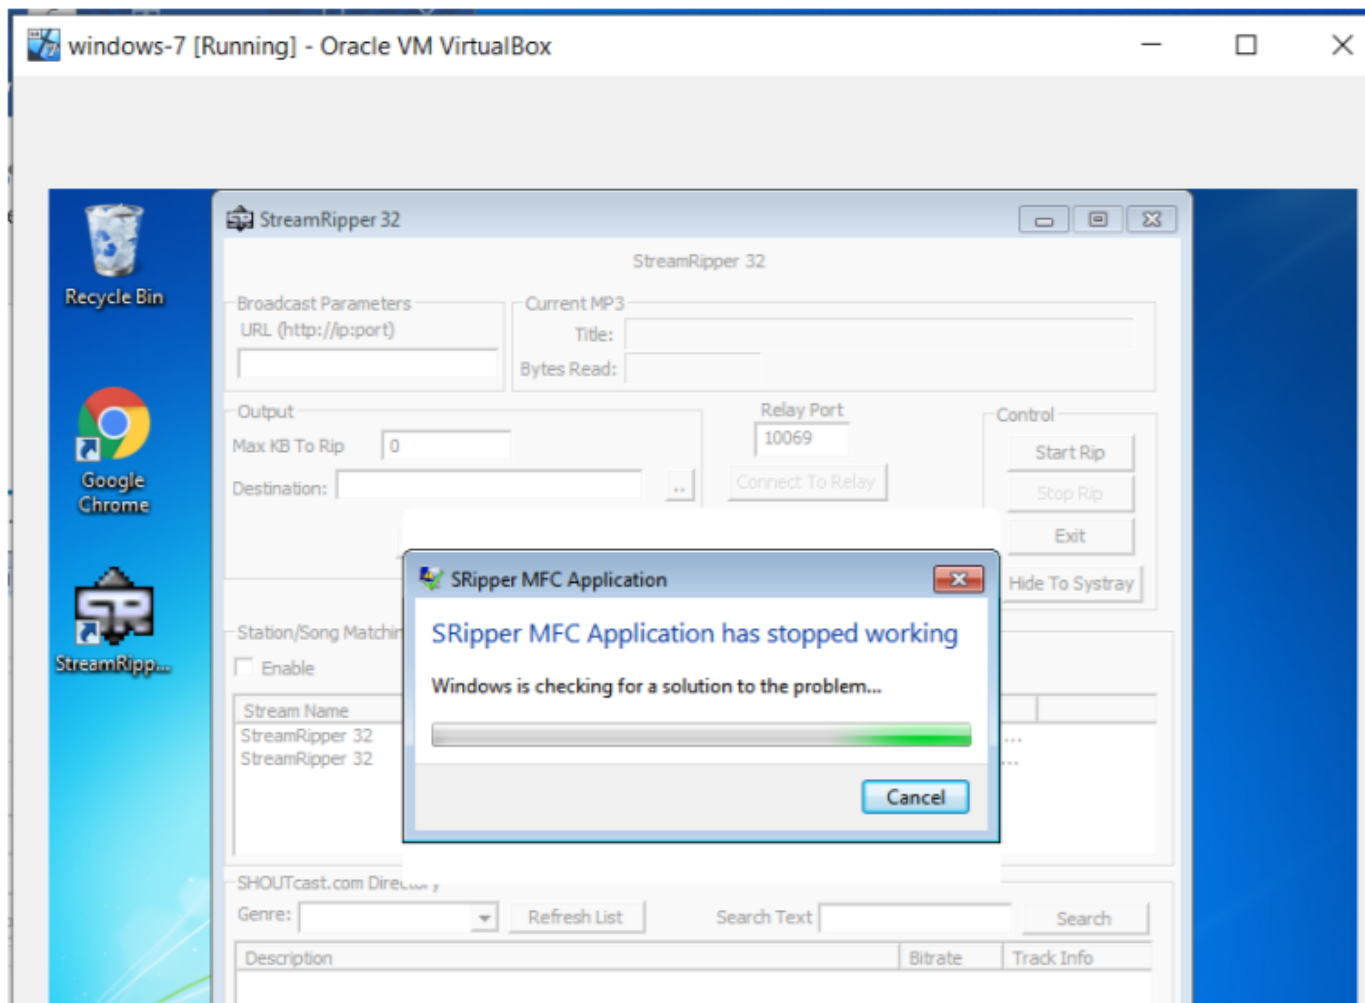 windows-7 [Running] - Oracle VM VirtualBox
Recycle Bin
Google
Chrome
StreamRipp...
StreamRipper 32
StreamRipper 32
Broadcast Parameters
URL (http://ip:port)
Current MP3
Title:
Bytes Read:
Output
Max KB To Rip 0
Destination: ..
Relay Port
10069
Connect To Relay
Control
Start Rip
Stop Rip
Exit
Hide To Systray
SRipper MFC Application
SRipper MFC Application has stopped working
Windows is checking for a solution to the problem...
Cancel
Enable
Stream Name
StreamRipper 32 ...
StreamRipper 32 ...
SHOUTcast.com
Genre: Refresh List Search Text Search
Description Bitrate Track Info